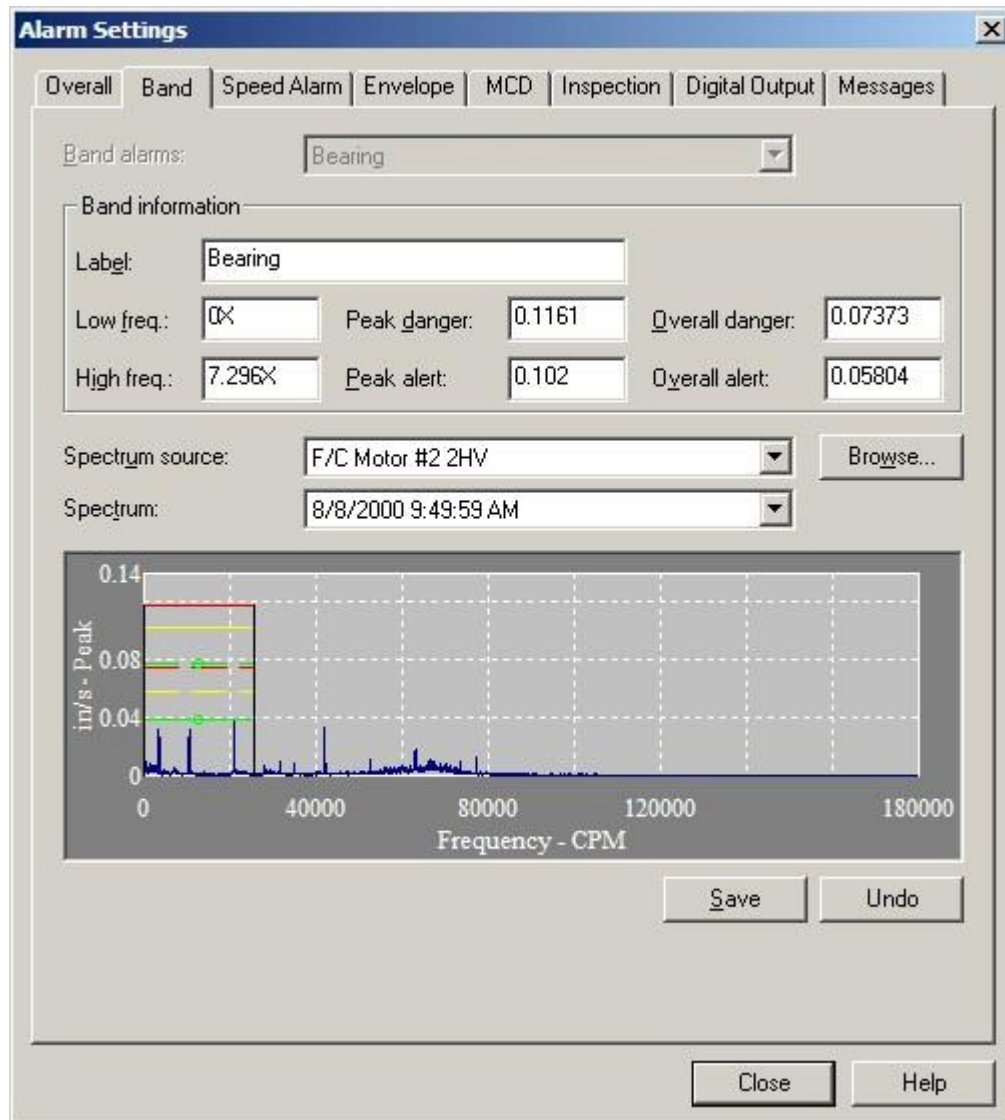 Alarm Settings
Overall Band Speed Alarm Envelope MCD Inspection Digital Output Messages
Band alarms: Bearing
Band information
Label: Bearing
Low freq.: 0X Peak danger: 0.1161 Overall danger: 0.07373
High freq.: 7.296X Peak alert: 0.102 Overall alert: 0.05804
Spectrum source: F/C Motor #2 2HV Browse...
Spectrum: 8/8/2000 9:49:59 AM
0.14
0.08
0.04
0
in/s - Peak
0 40000 80000 120000 180000
Frequency - CPM
Save Undo
Close Help